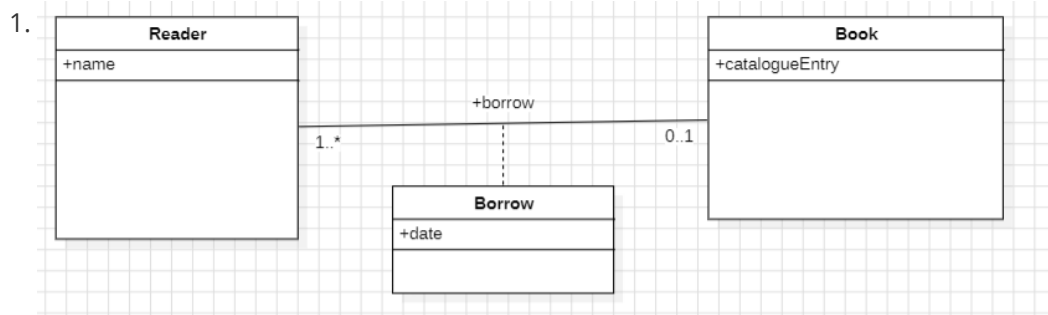 1.
Reader
+name
Book
+catalogueEntry
+borrow
1..*
0..1
Borrow
+date